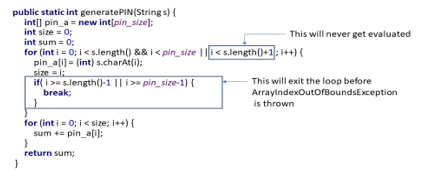 public static int generatePIN(String s) {
int[] pin_a = new int[pin_size];
int size = 0;
int sum = 0;
for (int i = 0; i < s.length() && i < pin_size || i < s.length()+1; i++) {
pin_a[i] = (int) s.charAt(i);
size = i;
if( i >= s.length()-1 || i >= pin_size-1) {
break;
}
}
for (int i = 0; i < size; i++) {
sum += pin_a[i];
}
return sum;
}
This will never get evaluated
This will exit the loop before
ArrayIndexOutOfBoundsException
is thrown